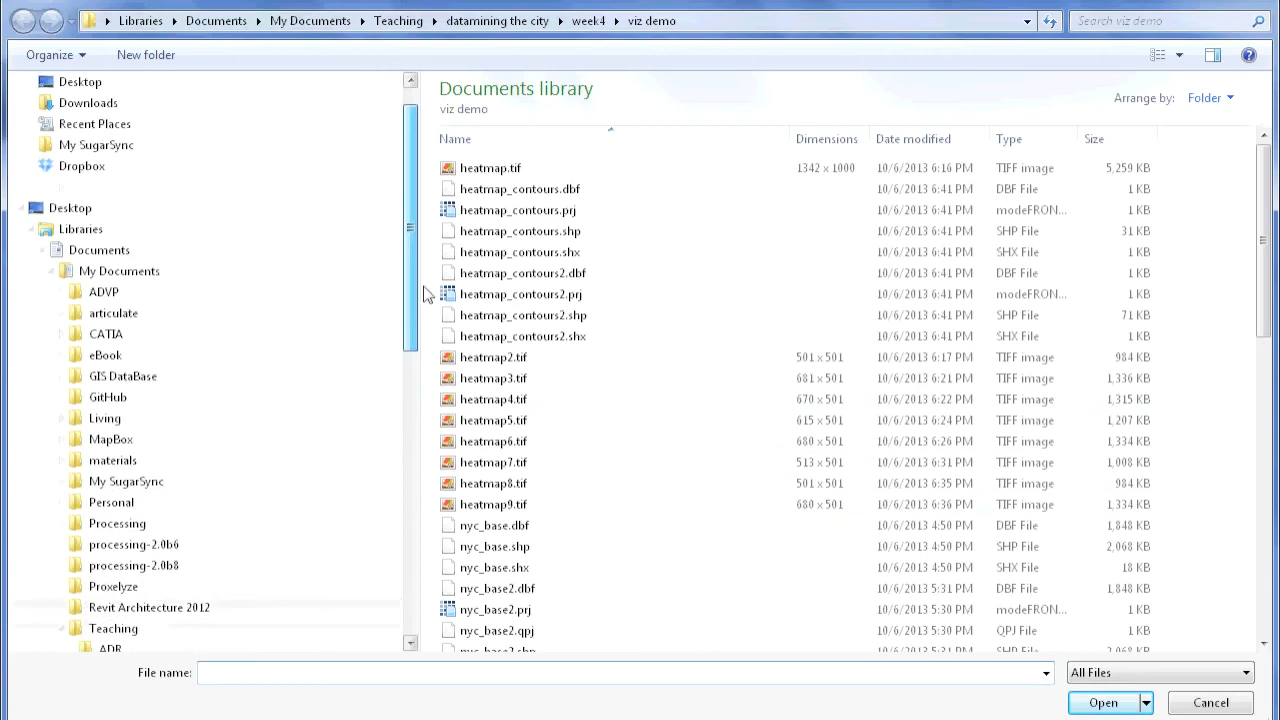 Libraries Documents My Documents Teaching datamining the city week4 viz demo Search viz demo
Organize New folder
Desktop
Downloads
Recent Places
My SugarSync
Dropbox
Desktop
Libraries
Documents
My Documents
ADVP
articulate
CATIA
eBook
GIS DataBase
GitHub
Living
MapBox
materials
My SugarSync
Personal
Processing
processing-2.0b6
processing-2.0b8
Proxelyze
Revit Architecture 2012
Teaching
ADR
Documents library
viz demo
Arrange by: Folder
Name Dimensions Date modified Type Size
heatmap.tif 1342 x 1000 10/6/2013 6:16 PM TIFF image 5,259 KB
heatmap_contours.dbf 10/6/2013 6:41 PM DBF File 1 KB
heatmap_contours.prj 10/6/2013 6:41 PM modeFRON... 1 KB
heatmap_contours.shp 10/6/2013 6:41 PM SHP File 31 KB
heatmap_contours.shx 10/6/2013 6:41 PM SHX File 1 KB
heatmap_contours2.dbf 10/6/2013 6:41 PM DBF File 1 KB
heatmap_contours2.prj 10/6/2013 6:41 PM modeFRON... 1 KB
heatmap_contours2.shp 10/6/2013 6:41 PM SHP File 71 KB
heatmap_contours2.shx 10/6/2013 6:41 PM SHX File 1 KB
heatmap2.tif 501 x 501 10/6/2013 6:17 PM TIFF image 984 KB
heatmap3.tif 681 x 501 10/6/2013 6:21 PM TIFF image 1,336 KB
heatmap4.tif 670 x 501 10/6/2013 6:22 PM TIFF image 1,315 KB
heatmap5.tif 615 x 501 10/6/2013 6:24 PM TIFF image 1,207 KB
heatmap6.tif 680 x 501 10/6/2013 6:26 PM TIFF image 1,334 KB
heatmap7.tif 513 x 501 10/6/2013 6:31 PM TIFF image 1,008 KB
heatmap8.tif 501 x 501 10/6/2013 6:35 PM TIFF image 984 KB
heatmap9.tif 680 x 501 10/6/2013 6:36 PM TIFF image 1,334 KB
nyc_base.dbf 10/6/2013 4:50 PM DBF File 1,848 KB
nyc_base.shp 10/6/2013 4:50 PM SHP File 2,068 KB
nyc_base.shx 10/6/2013 4:50 PM SHX File 18 KB
nyc_base2.dbf 10/6/2013 5:31 PM DBF File 1,848 KB
nyc_base2.prj 10/6/2013 5:30 PM modeFRON... 1 KB
nyc_base2.qpj 10/6/2013 5:30 PM QPJ File 1 KB
nyc_base2.shp 10/6/2013 5:31 PM SHP File 2,068 KB
File name: All Files
Open Cancel